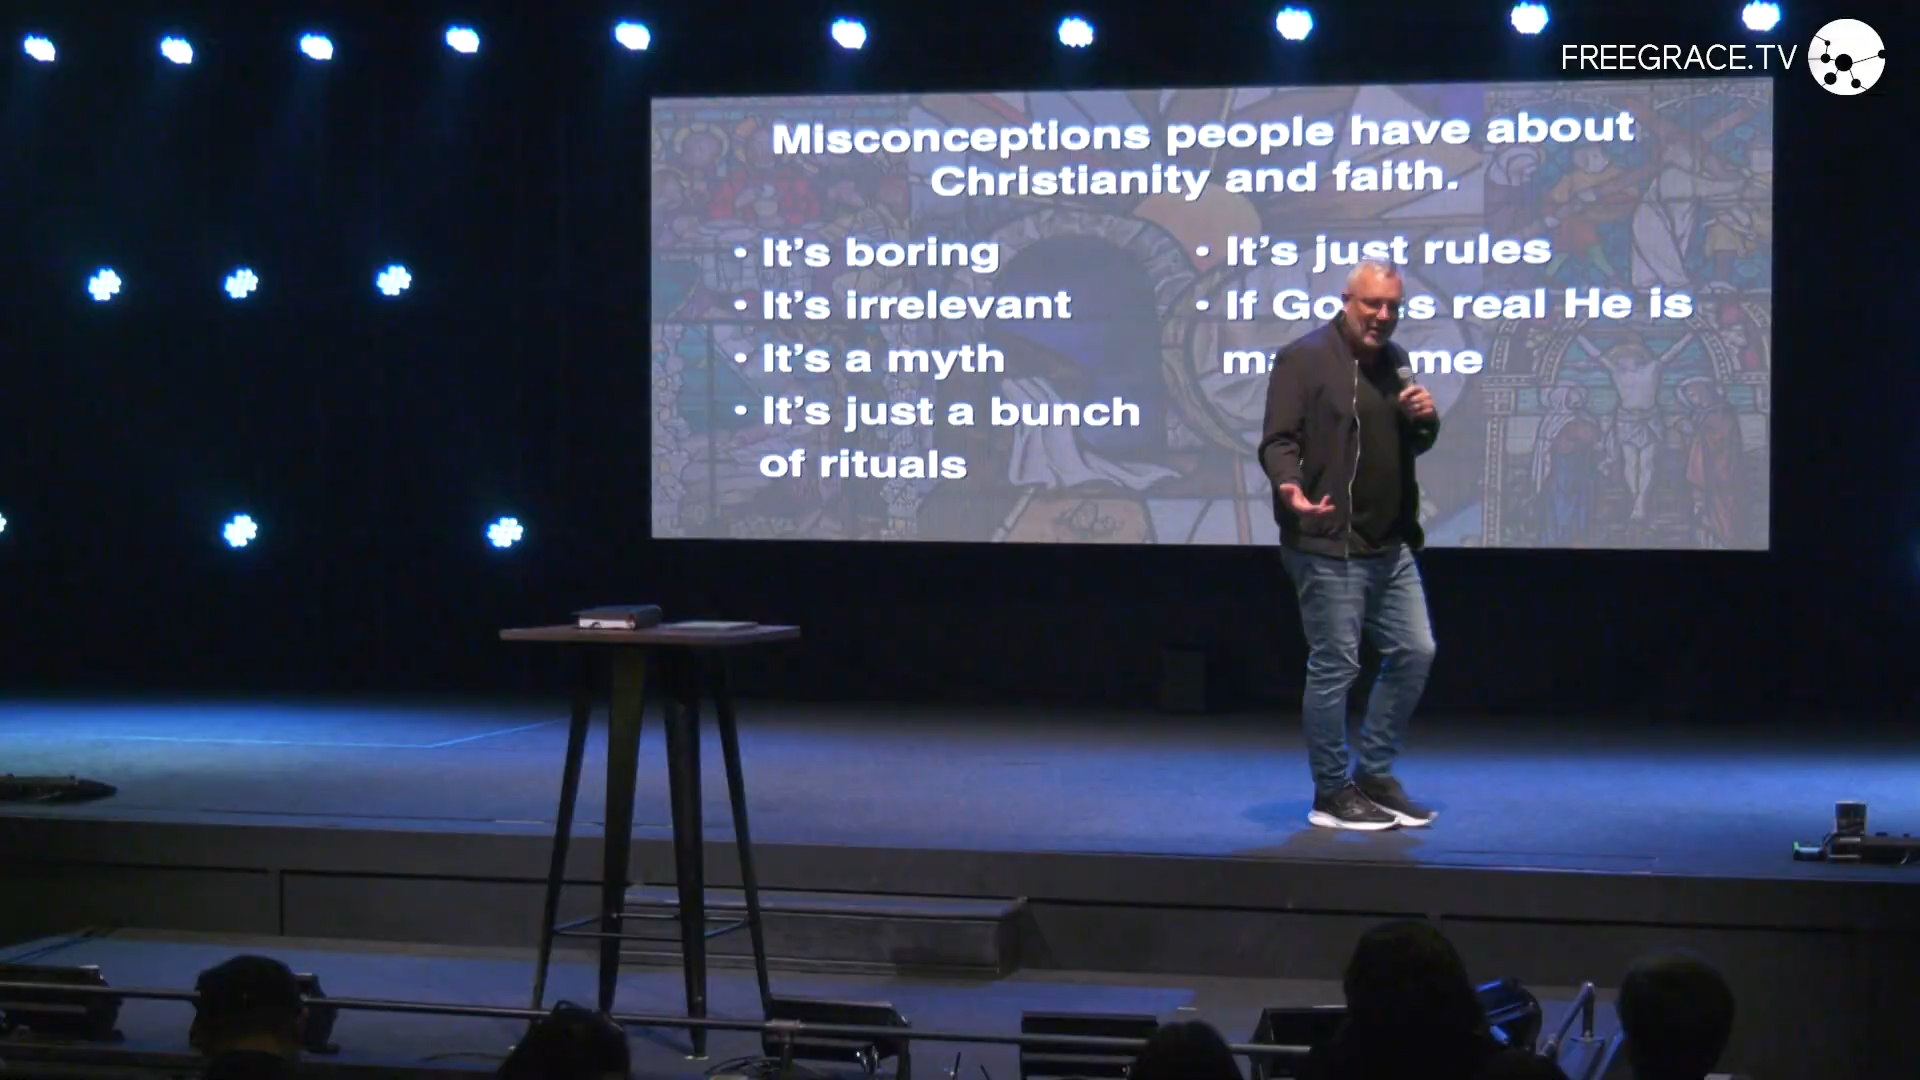 FREEGRACE.TV
Misconceptions people have about
Christianity and faith.
• It's boring
• It's irrelevant
• It's a myth
• It's just a bunch
of rituals
• It's just rules
• If real He is
me